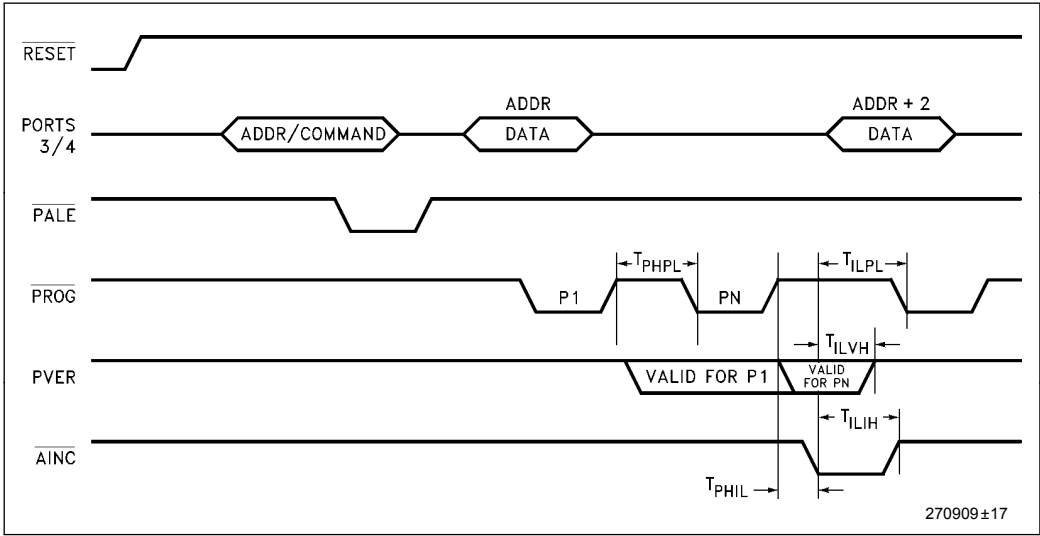 RESET
ADDR
ADDR + 2
PORTS
3/4
ADDR/COMMAND
DATA
DATA
PALE
TPHPL
TILPL
PROG
P1
PN
TILVH
PVER
VALID FOR P1
VALID
FOR PN
TILIH
AINC
TPHIL
270909±17